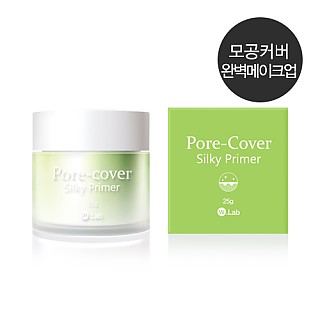 모공커버
완벽메이크업
Pore-cover
Silky Primer
W.Lab
Pore-Cover
Silky Primer
25g
W.Lab